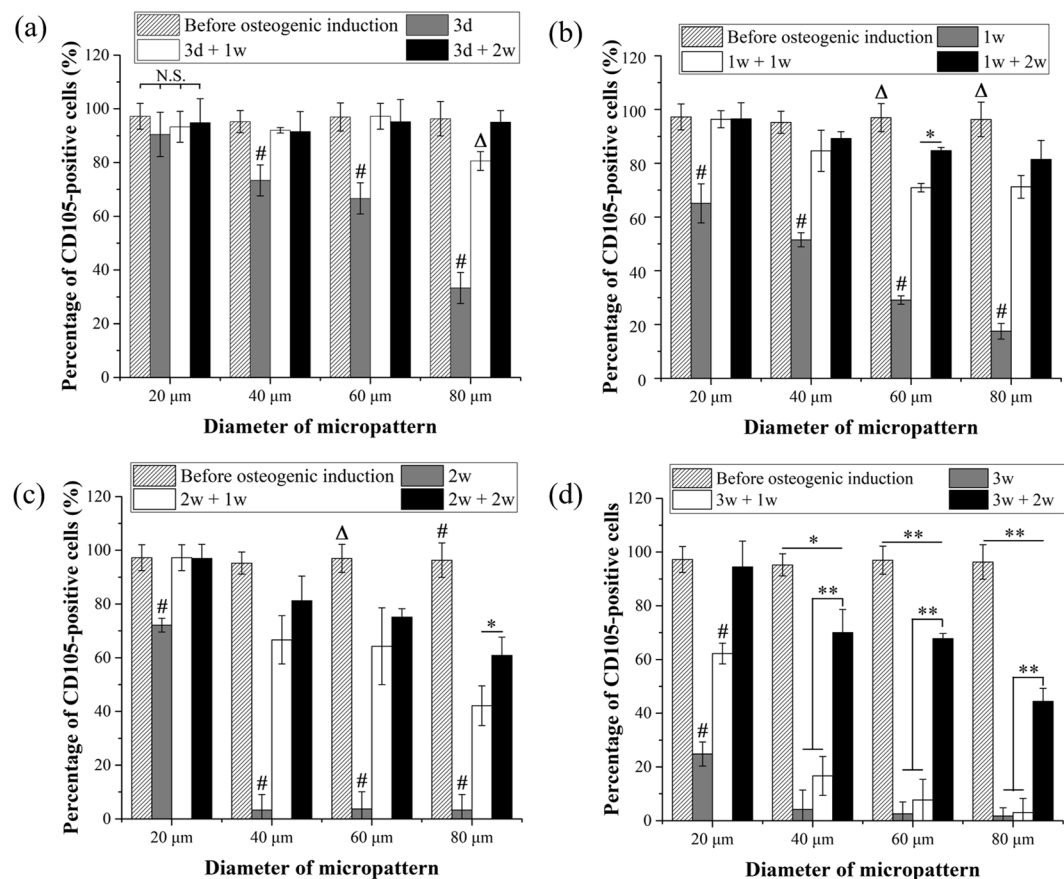 (a)
Before osteogenic induction
3d
3d + 1w
3d + 2w
Percentage of CD105-positive cells (%)
120
100
80
60
40
20
0
N.S.
#
#
#
Δ
20 μm
40 μm
60 μm
80 μm
Diameter of micropattern
(b)
Before osteogenic induction
1w
1w + 1w
1w + 2w
Percentage of CD105-positive cells (%)
120
100
80
60
40
20
0
#
#
Δ
#
*
Δ
#
20 μm
40 μm
60 μm
80 μm
Diameter of micropattern
(c)
Before osteogenic induction
2w
2w + 1w
2w + 2w
Percentage of CD105-positive cells (%)
120
100
80
60
40
20
0
#
#
Δ
#
#
#
*
20 μm
40 μm
60 μm
80 μm
Diameter of micropattern
(d)
Before osteogenic induction
3w
3w + 1w
3w + 2w
Percentage of CD105-positive cells
120
100
80
60
40
20
0
#
#
*
**
**
**
**
**
20 μm
40 μm
60 μm
80 μm
Diameter of micropattern